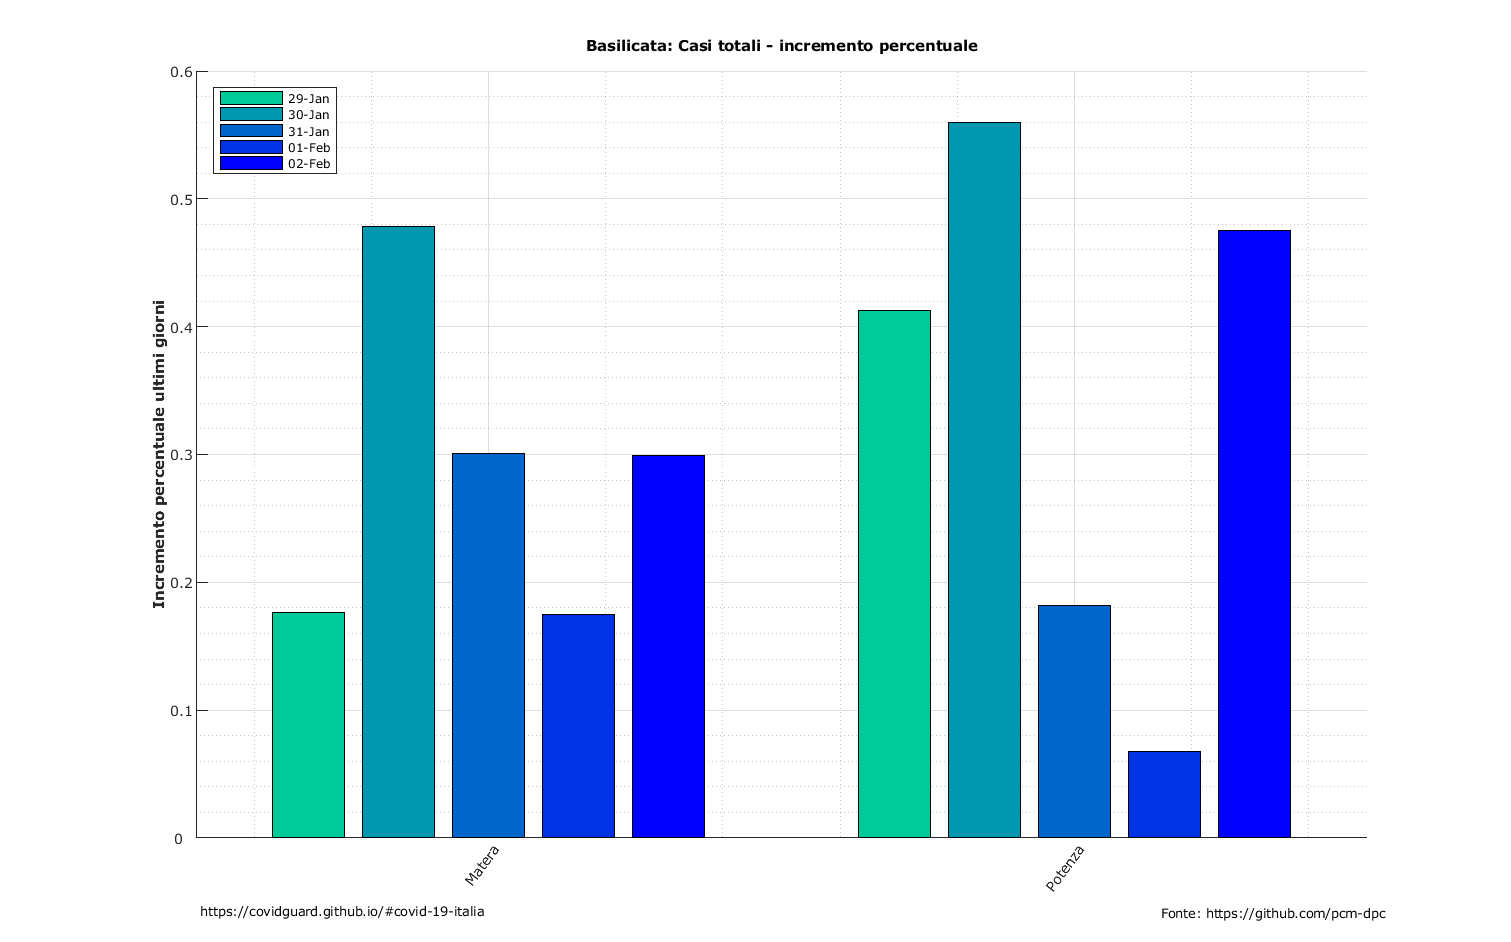 Basilicata: Casi totali - incremento percentuale
29-Jan
30-Jan
31-Jan
01-Feb
02-Feb
Incremento percentuale ultimi giorni
0.6
0.5
0.4
0.3
0.2
0.1
0
Matera
Potenza
https://covidguard.github.io/#covid-19-italia
Fonte: https://github.com/pcm-dpc